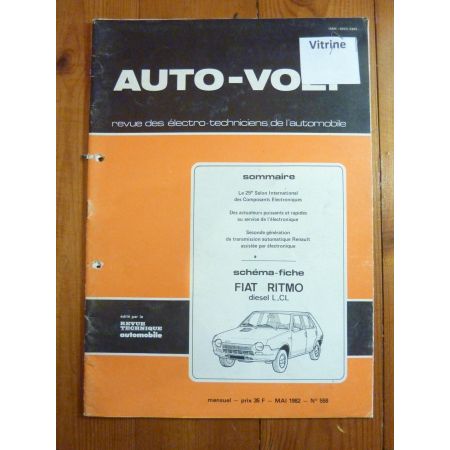 Vitrine
AUTO-VOLT
revue des électro-techniciens de l'automobile
sommaire
Le 25e Salon International
des Composants Electroniques
Des actuateurs puissants et rapides
au service de l'électronique
Seconde génération
de transmission automatique Renault
assistée par électronique
schéma-fiche
FIAT RITMO
diesel L.CL
édité par la
REVUE
TECHNIQUE
automobile
mensuel – prix 35 F – MAI 1982 – N° 558